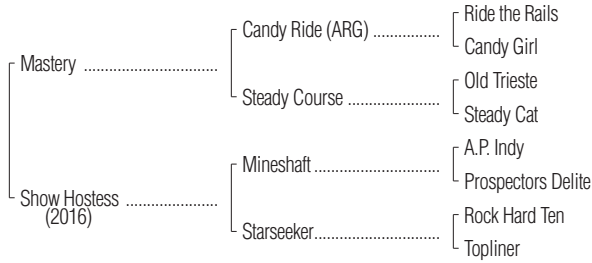 Ride the Rails
Candy Ride (ARG) ................
Candy Girl
Mastery ................................
Old Trieste
Steady Course ......................
Steady Cat
A.P. Indy
Mineshaft ..............................
Prospectors Delite
Show Hostess ......................
(2016)
Rock Hard Ten
Starseeker..............................
Topliner